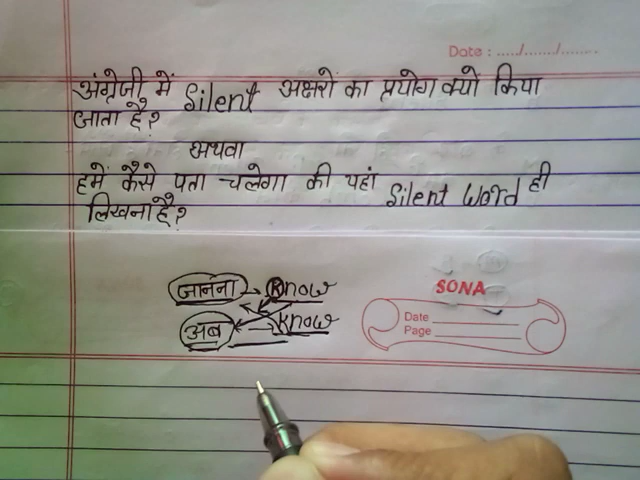 Date : ...../......./.......
अंग्रेजी में Silent अक्षरों का प्रयोग क्यों किया
जाता है?
अथवा
हमें कैसे पता चलेगा की यहां Silent Word ही
लिखना है?
जानना → Know
अब → Know
SONA
Date
Page